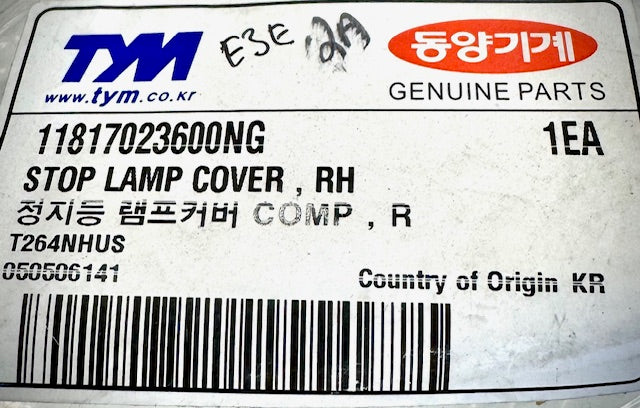 TYM E3E 2A 동양기계
www.tym.co.kr GENUINE PARTS
11817023600NG 1EA
STOP LAMP COVER , RH
정지등 램프커버 COMP , R
T264NHUS
050506141 Country of Origin KR